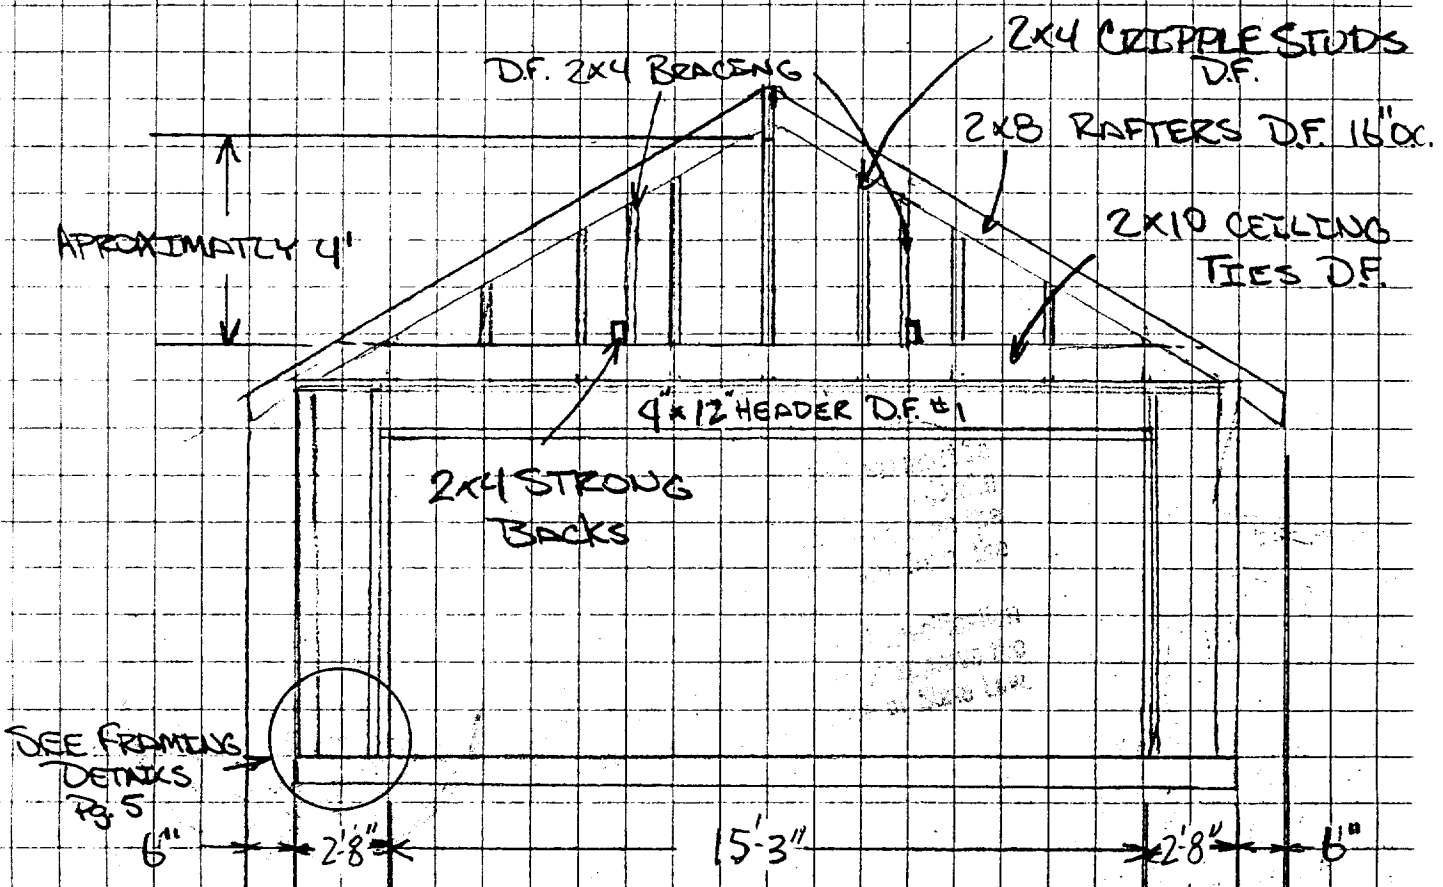 2x4 CRIPPLE STUDS
D.F.
D.F. 2x4 BRACING
2x8 RAFTERS D.F. 16" O.C.
2x10 CEILING
TIES D.F.
APROXIMATLY 4'
4"x12" HEADER D.F. #1
2x4 STRONG
BACKS
SEE FRAMING
DETAILS
Pg. 5
6" 2'-8" 15'-3" 2'-8" 6"